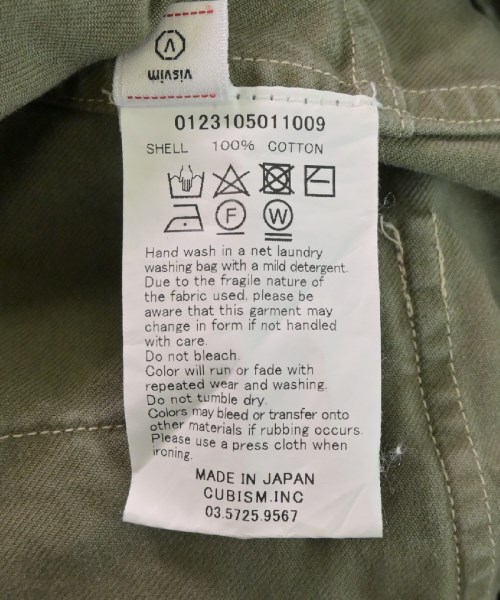 visvim
0123105011009
SHELL 100% COTTON
F W
Hand wash in a net laundry
washing bag with a mild detergent.
Due to the fragile nature of
the fabric used, please be
aware that this garment may
change in form if not handled
with care.
Do not bleach.
Color will run or fade with
repeated wear and washing.
Do not tumble dry.
Colors may bleed or transfer onto
other materials if rubbing occurs.
Please use a press cloth when
ironing.
MADE IN JAPAN
CUBISM.INC
03.5725.9567